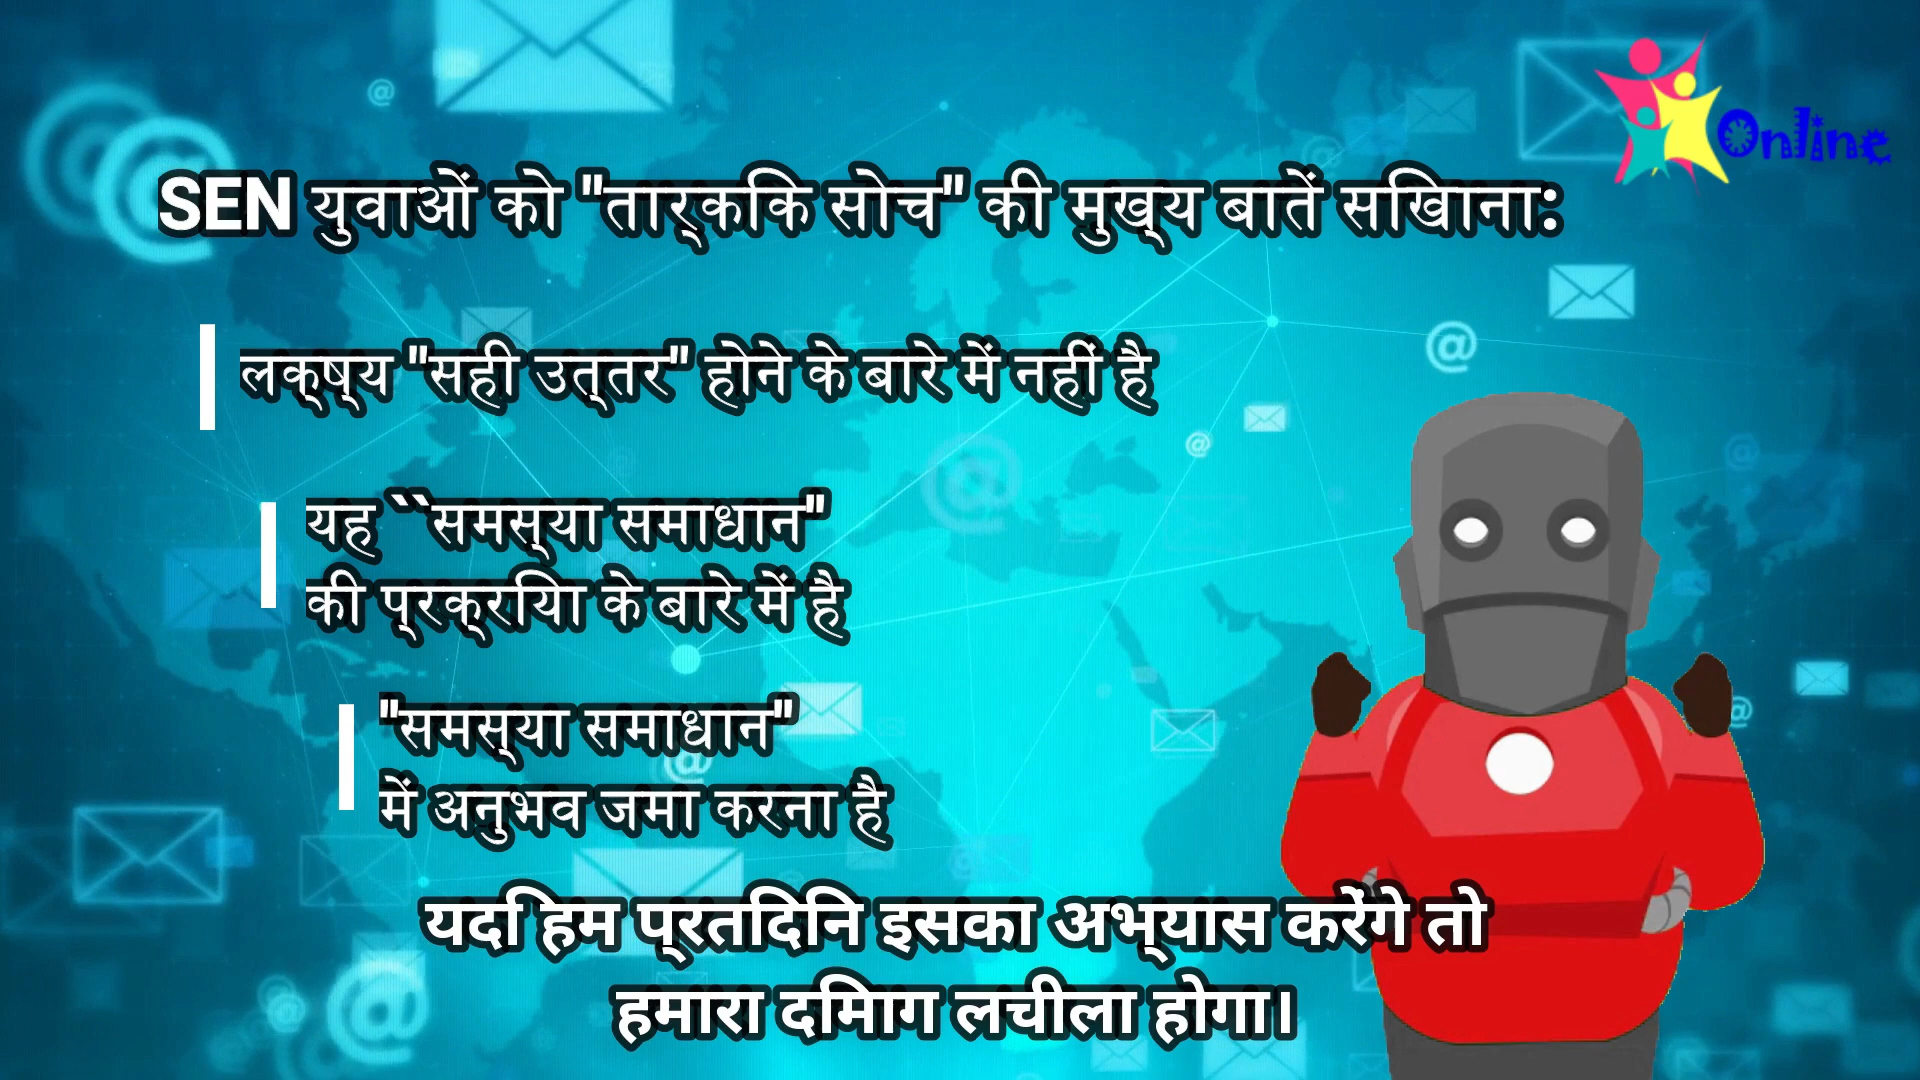 Online
SEN युवाओं को "तार्किक सोच" की मुख्य बातें सिखाना:
लक्ष्य "सही उत्तर" होने के बारे में नहीं है
यह ``समस्या समाधान"
की प्रक्रिया के बारे में है
"समस्या समाधान"
में अनुभव जमा करना है
यदि हम प्रतिदिन इसका अभ्यास करेंगे तो
हमारा दिमाग लचीला होगा।